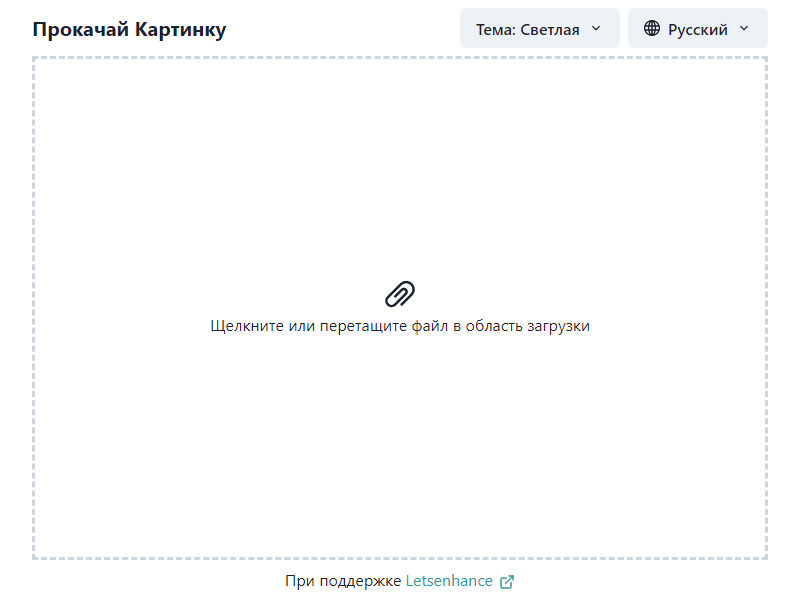 Прокачай Картинку
Тема: Светлая
Русский
Щелкните или перетащите файл в область загрузки
При поддержке Letsenhance